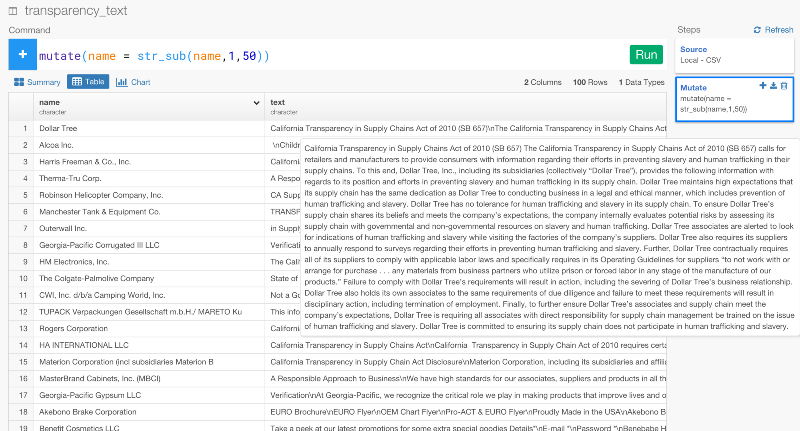 transparency_text
Command
Steps
Refresh
+
mutate(name = str_sub(name,1,50))
Run
Source
Local - CSV
Summary
Table
Chart
2 Columns
100 Rows
1 Data Types
Mutate
mutate(name =
str_sub(name,1,50))
name
character
text
character
1 Dollar Tree California Transparency in Supply Chains Act of 2010 (SB 657)\nThe California Transparency in Supply Chains Act
2 Alcoa Inc. \nChildr
3 Harris Freeman & Co., Inc. California
4 Therma-Tru Corp. A Respo
5 Robinson Helicopter Company, Inc. CA Supp
6 Manchester Tank & Equipment Co. TRANSF
7 Outerwall Inc. in Supply
8 Georgia-Pacific Corrugated III LLC Verificati
9 HM Electronics, Inc. The Calif
10 The Colgate-Palmolive Company State of
11 CWI, Inc. d/b/a Camping World, Inc. Not a Go
12 TUPACK Verpackungen Gesellschaft m.b.H./ MARETO Ku This info
13 Rogers Corporation California
14 HA INTERNATIONAL LLC California Transparency in Supply Chains Act\nCalifornia Transparency in Supply Chain Act of 2010 requires certa
15 Materion Corporation (incl subsidiaries Materion B California Transparency in Supply Chain Act Disclosure\nMaterion Corporation, including its subsidiaries and affilia
16 MasterBrand Cabinets, Inc. (MBCI) A Responsible Approach to Business\nWe have high standards for our associates, suppliers and products in all th
17 Georgia-Pacific Gypsum LLC Verification\nAt Georgia-Pacific, we recognize the critical role we play in making products that improve lives and o
18 Akebono Brake Corporation EURO Brochure\nEURO Flyer\nOEM Chart Flyer\nPro-ACT & EURO Flyer\nProudly Made in the USA\nAkebono B
19 Benefit Cosmetics LLC Take a peek at our latest promotions for some extra special goodies Details"\nE-mail "\nPassword "\nBenebabe H
California Transparency in Supply Chains Act of 2010 (SB 657) The California Transparency in Supply Chains Act of 2010 (SB 657) calls for
retailers and manufacturers to provide consumers with information regarding their efforts in preventing slavery and human trafficking in their
supply chains. To this end, Dollar Tree, Inc., including its subsidiaries (collectively "Dollar Tree"), provides the following information with
regards to its position and efforts in preventing slavery and human trafficking in its supply chain. Dollar Tree maintains high expectations that
its supply chain has the same dedication as Dollar Tree to conducting business in a legal and ethical manner, which includes prevention of
human trafficking and slavery. Dollar Tree has no tolerance for human trafficking and slavery in its supply chain. To ensure Dollar Tree's
supply chain shares its beliefs and meets the company's expectations, the company internally evaluates potential risks by assessing its
supply chain with governmental and non-governmental resources on slavery and human trafficking. Dollar Tree associates are alerted to look
for indications of human trafficking and slavery while visiting the factories of the company's suppliers. Dollar Tree also requires its suppliers
to annually respond to surveys regarding their efforts in preventing human trafficking and slavery. Further, Dollar Tree contractually requires
all of its suppliers to comply with applicable labor laws and specifically requires in its Operating Guidelines for suppliers "to not work with or
arrange for purchase . . . any materials from business partners who utilize prison or forced labor in any stage of the manufacture of our
products." Failure to comply with Dollar Tree's requirements will result in action, including the severing of Dollar Tree's business relationship.
Dollar Tree also holds its own associates to the same requirements of due diligence and failure to meet these requirements will result in
disciplinary action, including termination of employment. Finally, to further ensure Dollar Tree's associates and supply chain meet the
company's expectations, Dollar Tree is requiring all associates with direct responsibility for supply chain management be trained on the issue
of human trafficking and slavery. Dollar Tree is committed to ensuring its supply chain does not participate in human trafficking and slavery.